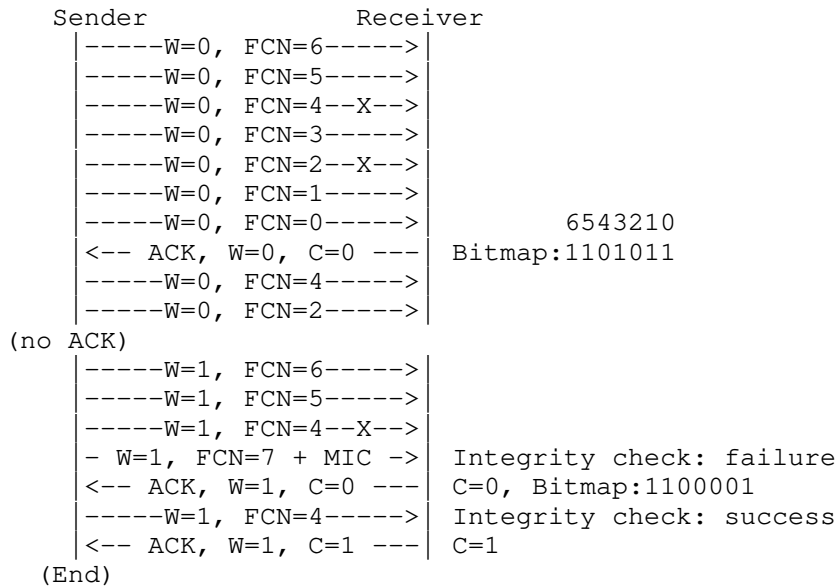 Sender                Receiver
|-----W=0, FCN=6----->|
|-----W=0, FCN=5----->|
|-----W=0, FCN=4--X-->|
|-----W=0, FCN=3----->|
|-----W=0, FCN=2--X-->|
|-----W=0, FCN=1----->|
|-----W=0, FCN=0----->|       6543210
|<-- ACK, W=0, C=0 ---| Bitmap:1101011
|-----W=0, FCN=4----->|
|-----W=0, FCN=2----->|
(no ACK)
|-----W=1, FCN=6----->|
|-----W=1, FCN=5----->|
|-----W=1, FCN=4--X-->|
|- W=1, FCN=7 + MIC ->| Integrity check: failure
|<-- ACK, W=1, C=0 ---| C=0, Bitmap:1100001
|-----W=1, FCN=4----->| Integrity check: success
|<-- ACK, W=1, C=1 ---| C=1
(End)